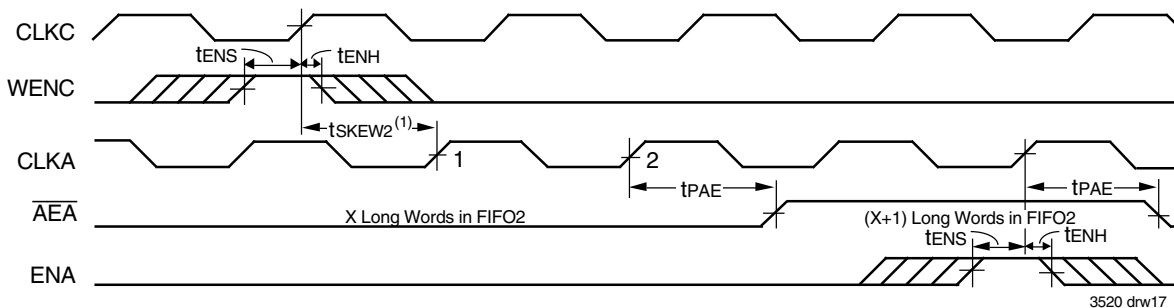 CLKC
tENS
tENH
WENC
tSKEW2(1)
CLKA
1
2
tPAE
tPAE
AEA
X Long Words in FIFO2
(X+1) Long Words in FIFO2
tENS
tENH
ENA
3520 drw17